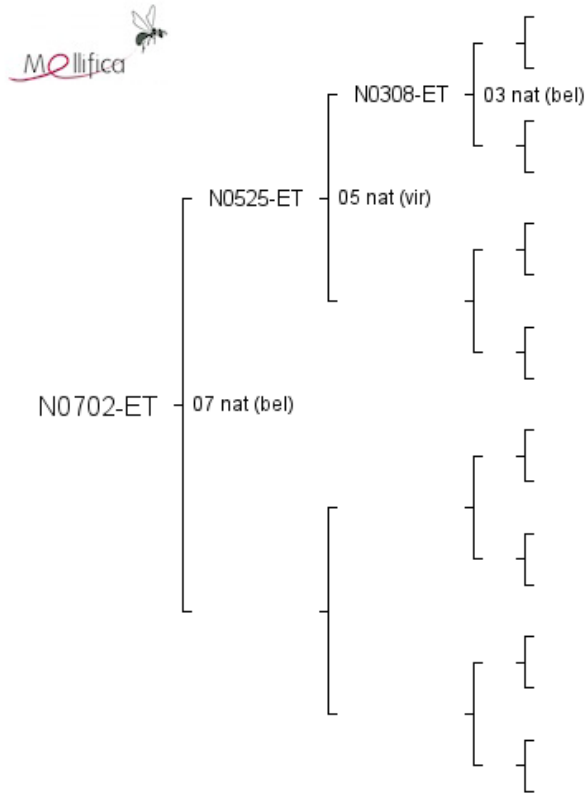 Mellifica
N0308-ET 03 nat (bel)
N0525-ET 05 nat (vir)
N0702-ET 07 nat (bel)